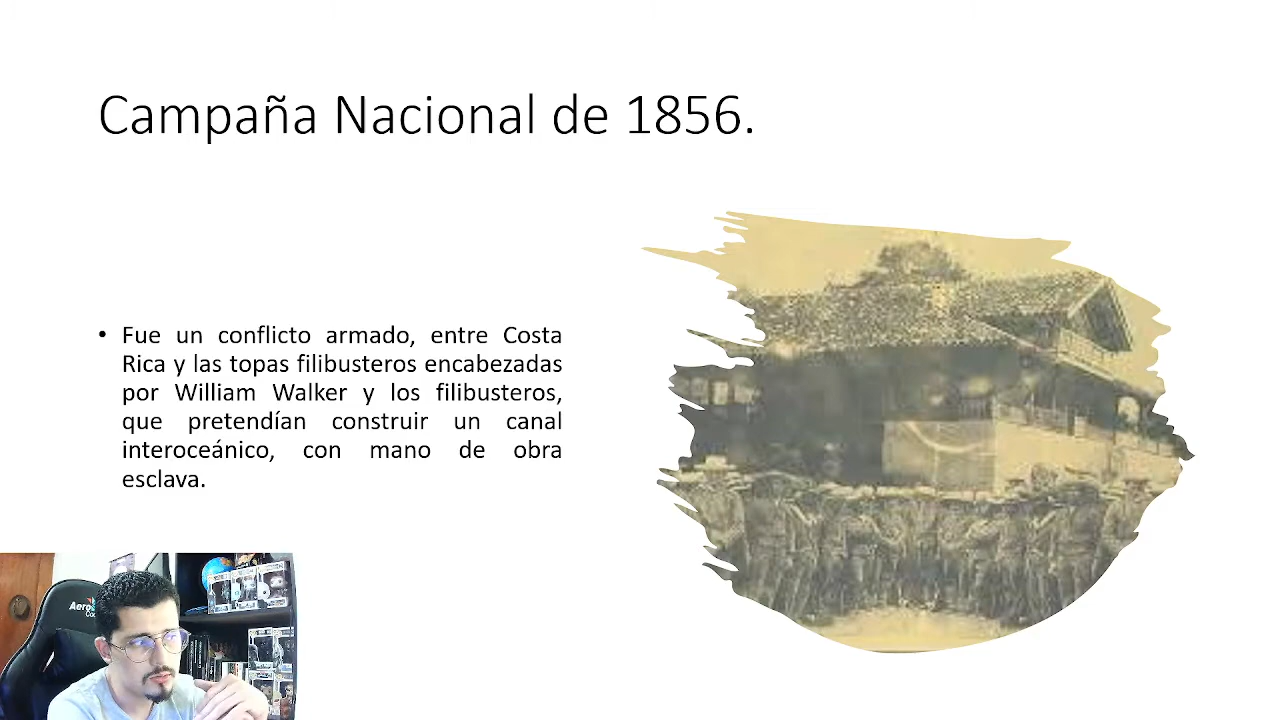 Campaña Nacional de 1856.
• Fue un conflicto armado, entre Costa
Rica y las topas filibusteros encabezadas
por William Walker y los filibusteros,
que pretendían construir un canal
interoceánico, con mano de obra
esclava.